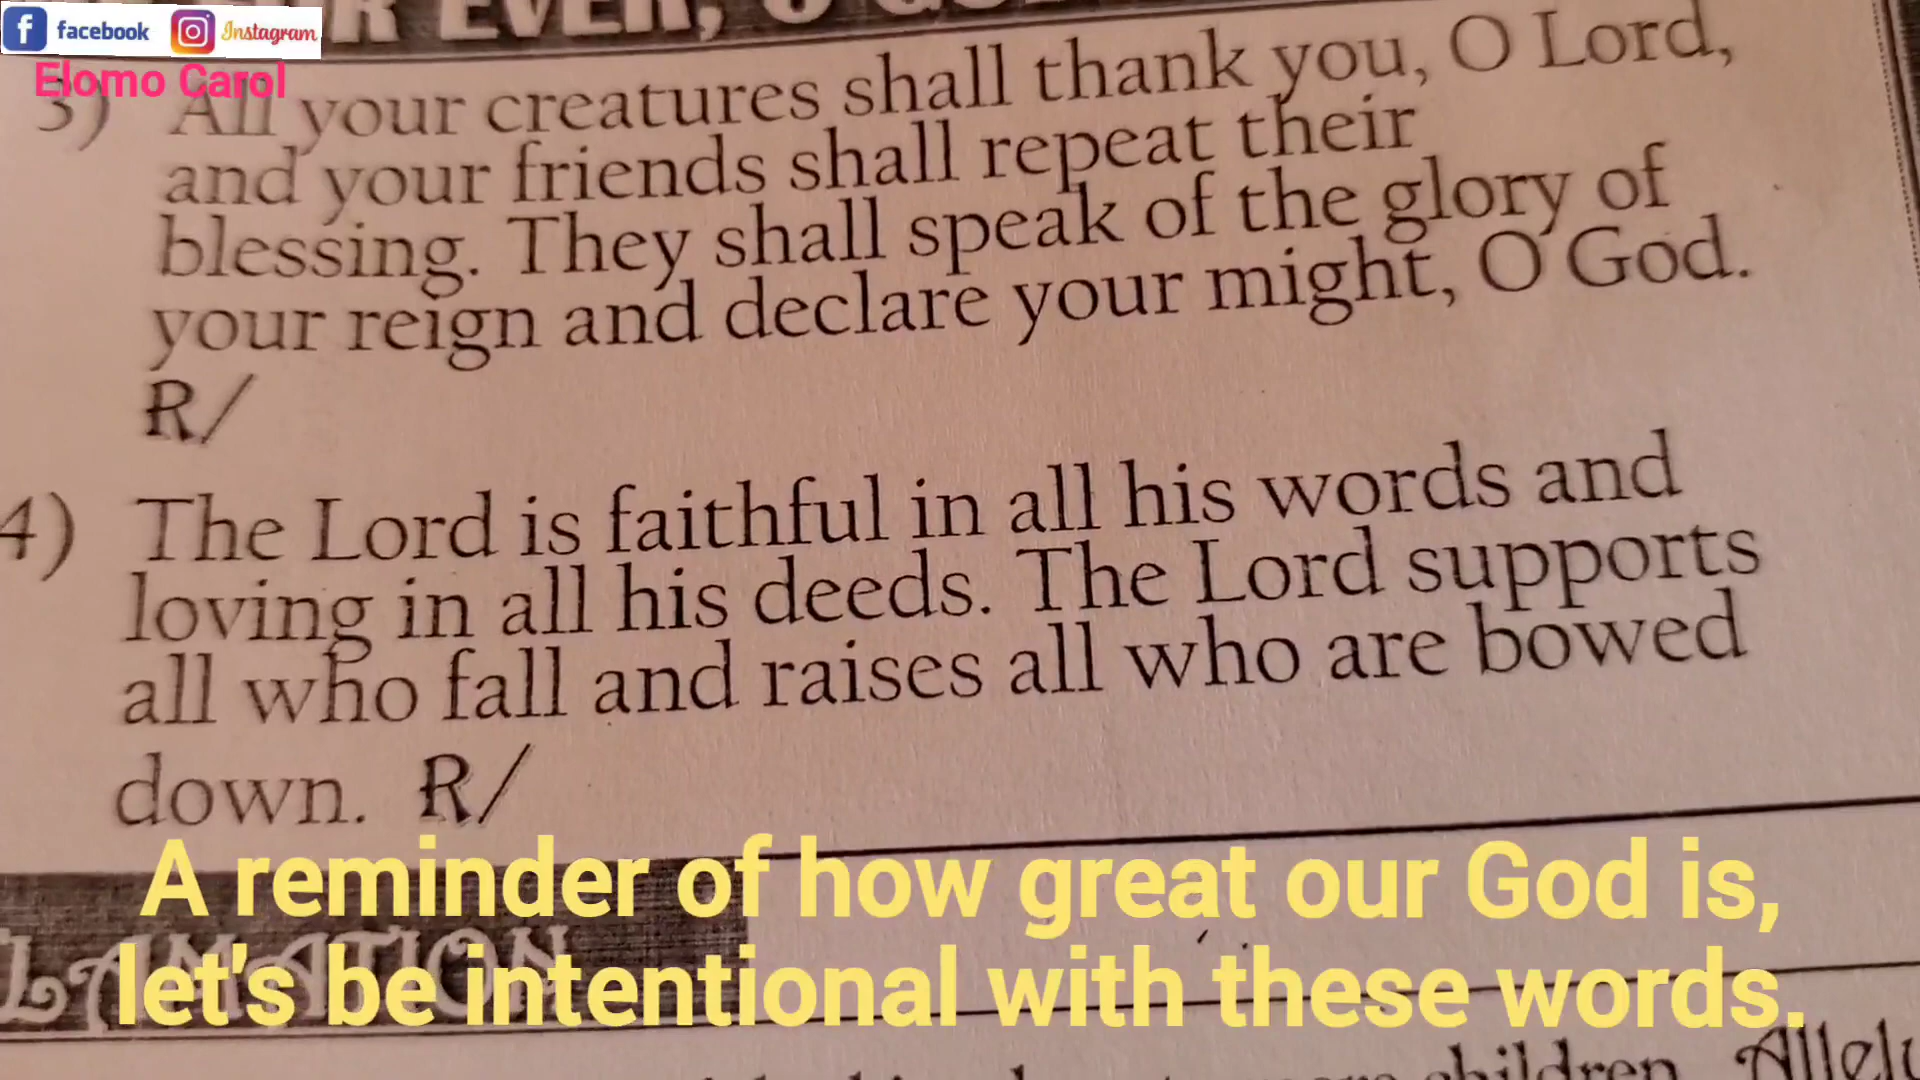 facebook Instagram
Elomo Carol
EVER, O
3) All your creatures shall thank you, O Lord,
and your friends shall repeat their
blessing. They shall speak of the glory of
your reign and declare your might, O God.
R/
4) The Lord is faithful in all his words and
loving in all his deeds. The Lord supports
all who fall and raises all who are bowed
down. R/
A reminder of how great our God is,
let's be intentional with these words.
children